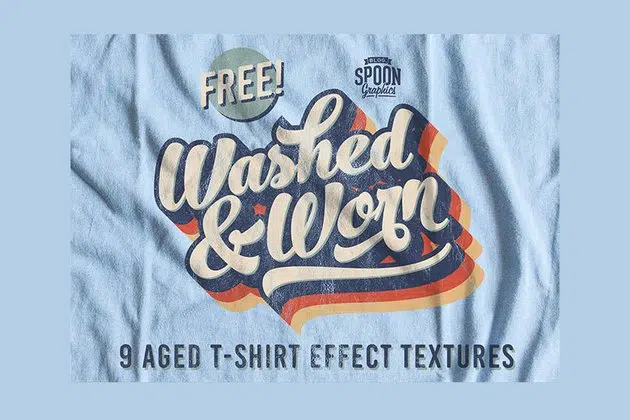 FREE!
BLOG.
SPOON
Graphics
Washed
& Worn
9 AGED T-SHIRT EFFECT TEXTURES